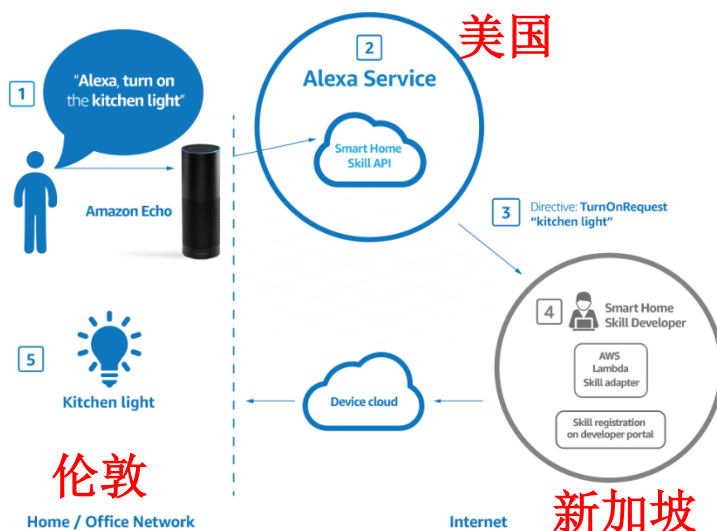 1
“Alexa, turn on
the kitchen light”
Amazon Echo
2
Alexa Service
美国
Smart Home
Skill API
3
Directive: TurnOnRequest
“kitchen light”
4
Smart Home
Skill Developer
AWS
Lambda
Skill adapter
Skill registration
on developer portal
Device cloud
5
Kitchen light
伦敦
Home / Office Network
Internet
新加坡